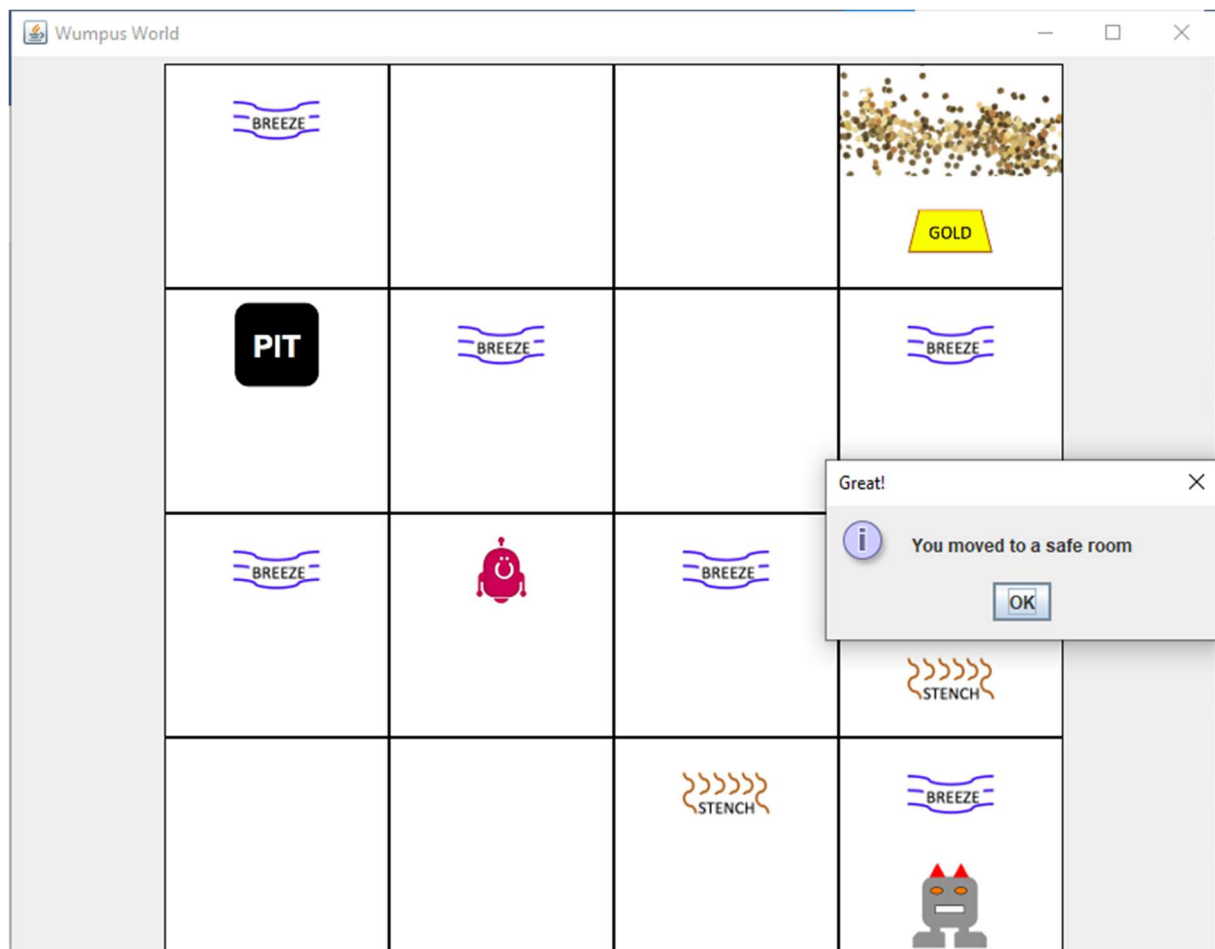 Wumpus World
BREEZE
GOLD
PIT
BREEZE
BREEZE
Great!
i
You moved to a safe room
OK
BREEZE
BREEZE
STENCH
STENCH
BREEZE